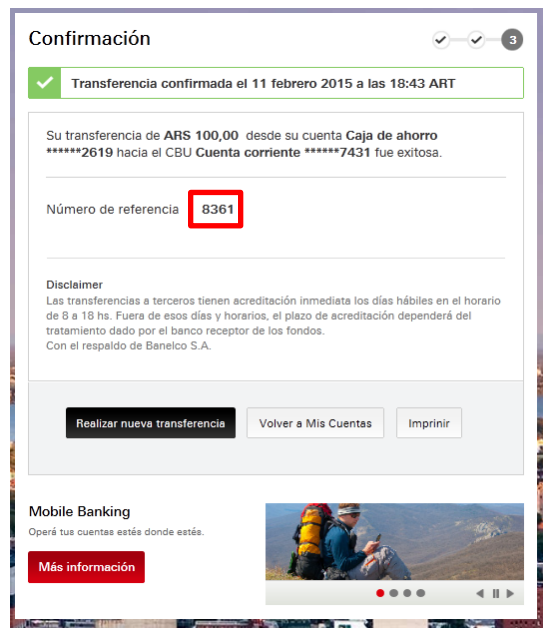 Confirmación
3
Transferencia confirmada el 11 febrero 2015 a las 18:43 ART
Su transferencia de ARS 100,00 desde su cuenta Caja de ahorro
******2619 hacia el CBU Cuenta corriente ******7431 fue exitosa.
Número de referencia 8361
Disclaimer
Las transferencias a terceros tienen acreditación inmediata los días hábiles en el horario
de 8 a 18 hs. Fuera de esos días y horarios, el plazo de acreditación dependerá del
tratamiento dado por el banco receptor de los fondos.
Con el respaldo de Banelco S.A.
Realizar nueva transferencia
Volver a Mis Cuentas
Imprimir
Mobile Banking
Operá tus cuentas estés donde estés.
Más información